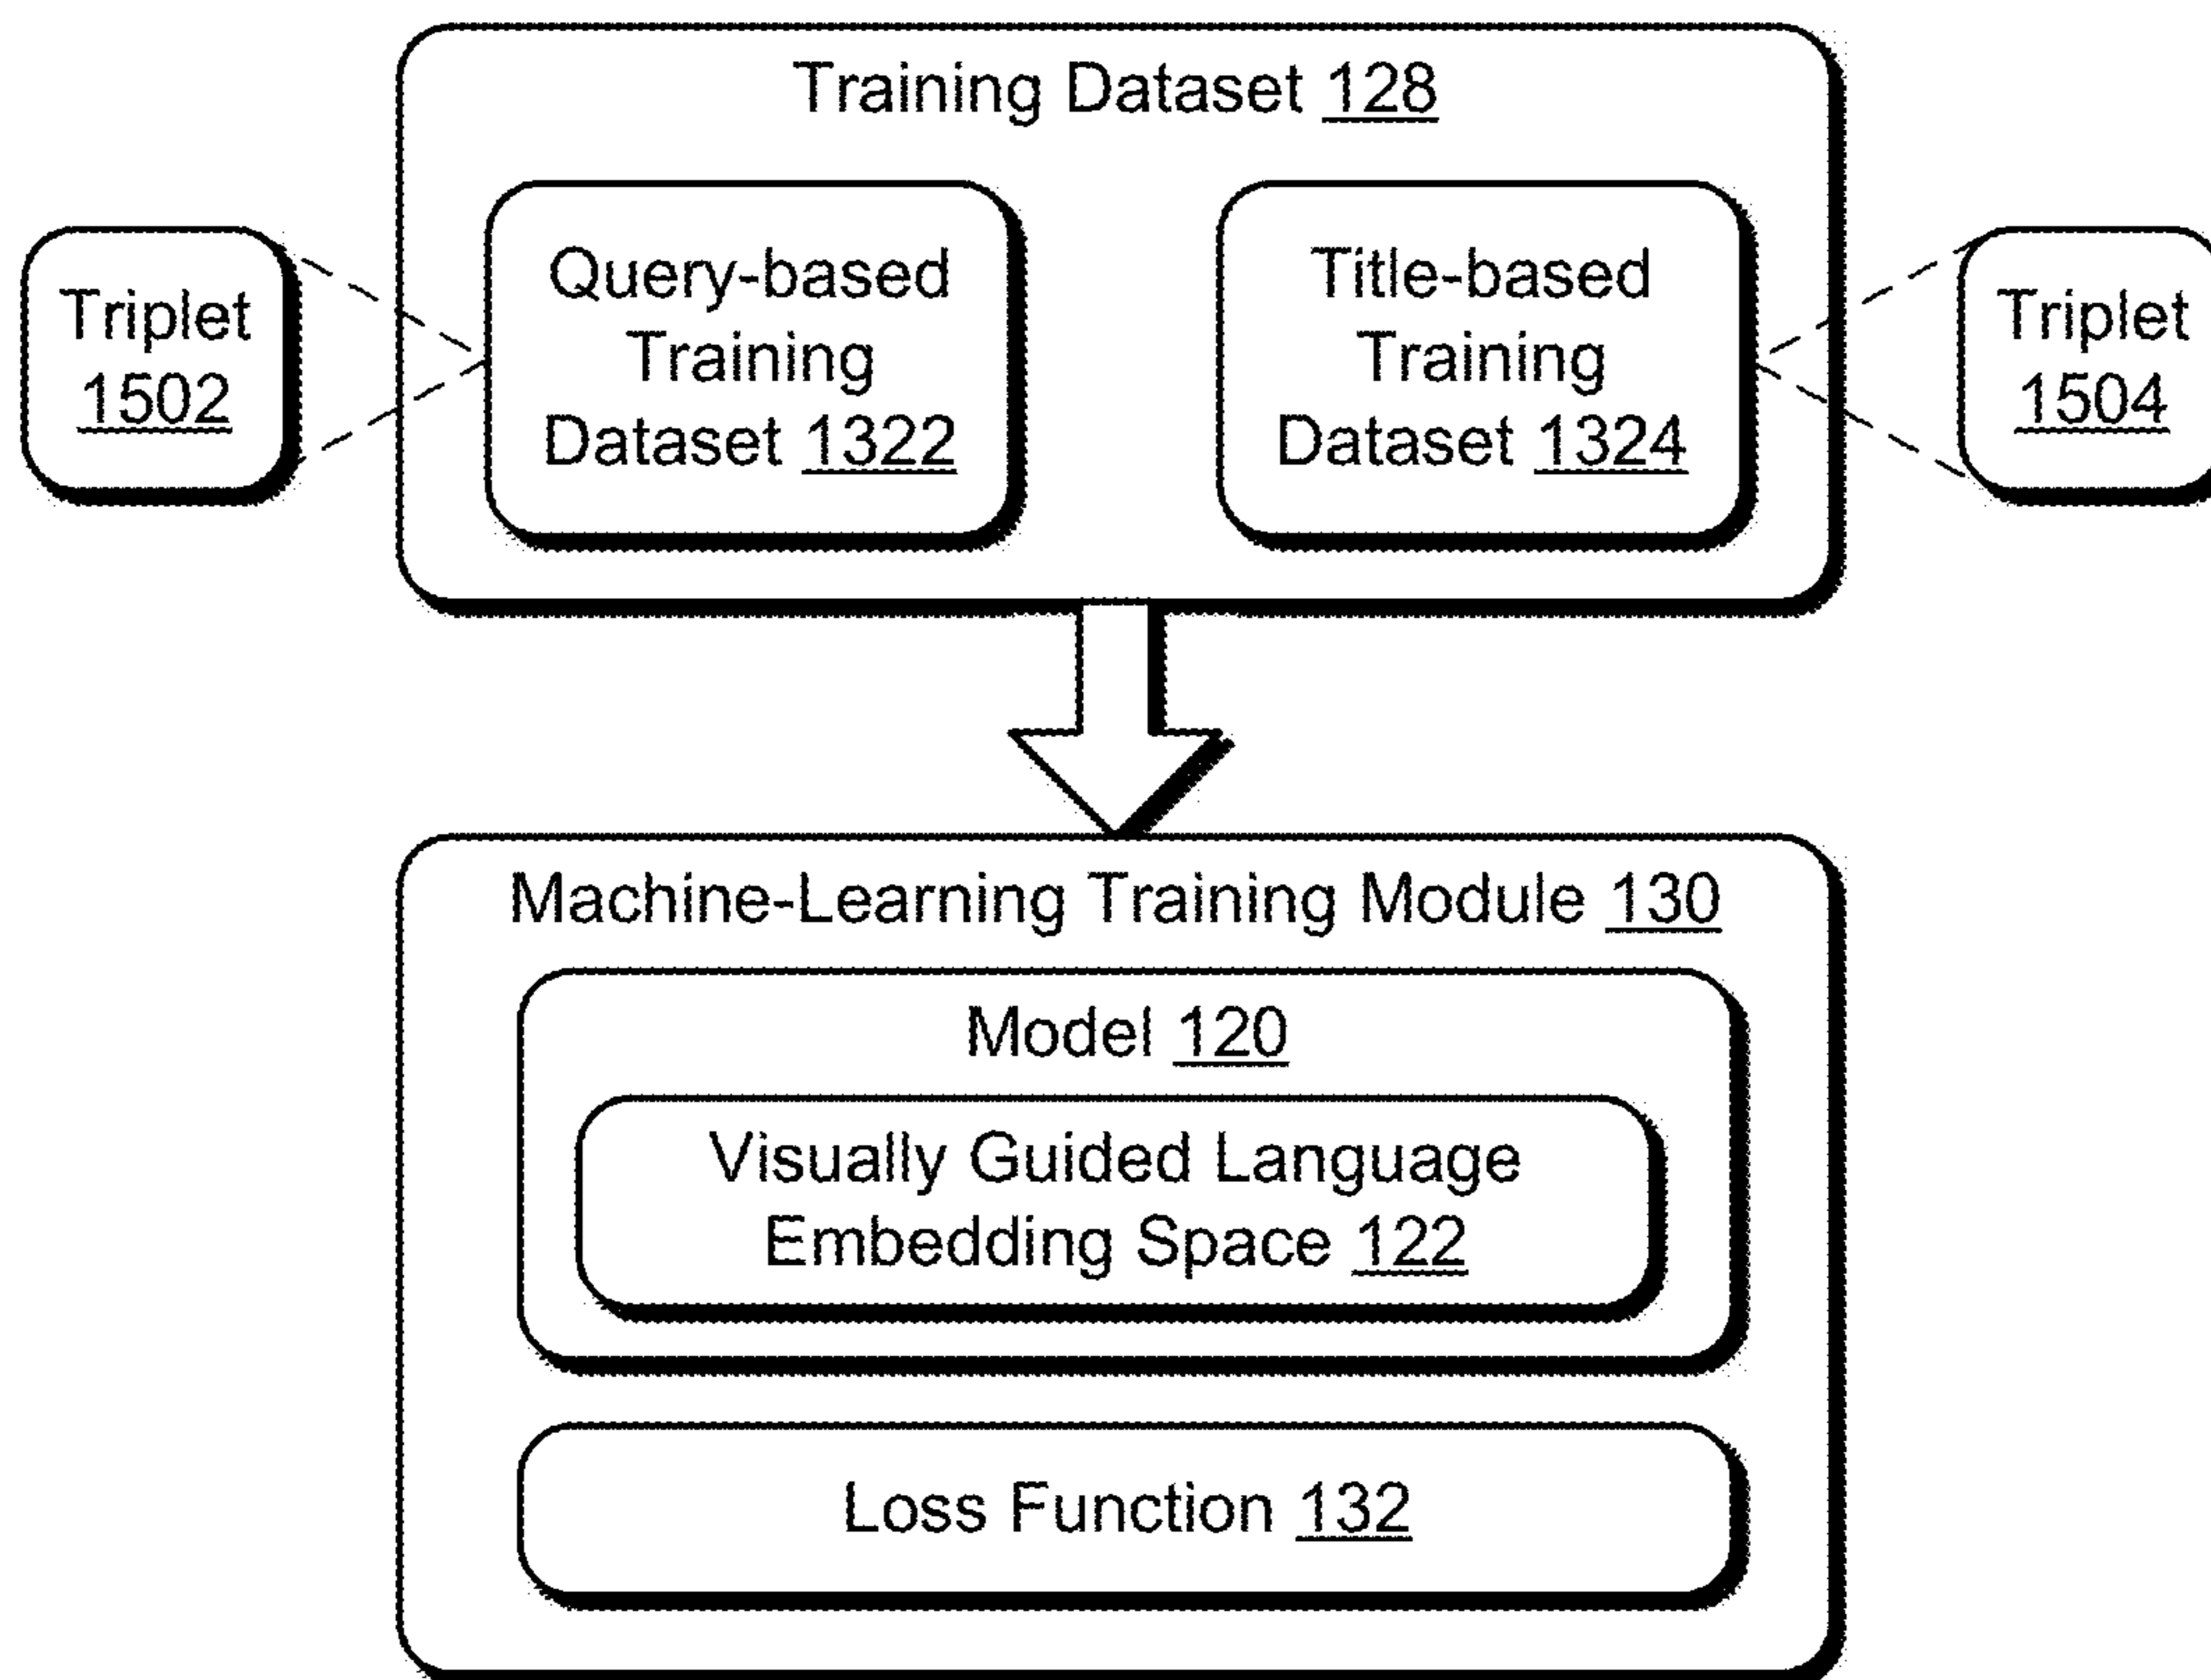 Training Dataset 128
Triplet
1502
Query-based
Training
Dataset 1322
Title-based
Training
Dataset 1324
Triplet
1504
Machine-Learning Training Module 130
Model 120
Visually Guided Language
Embedding Space 122
Loss Function 132